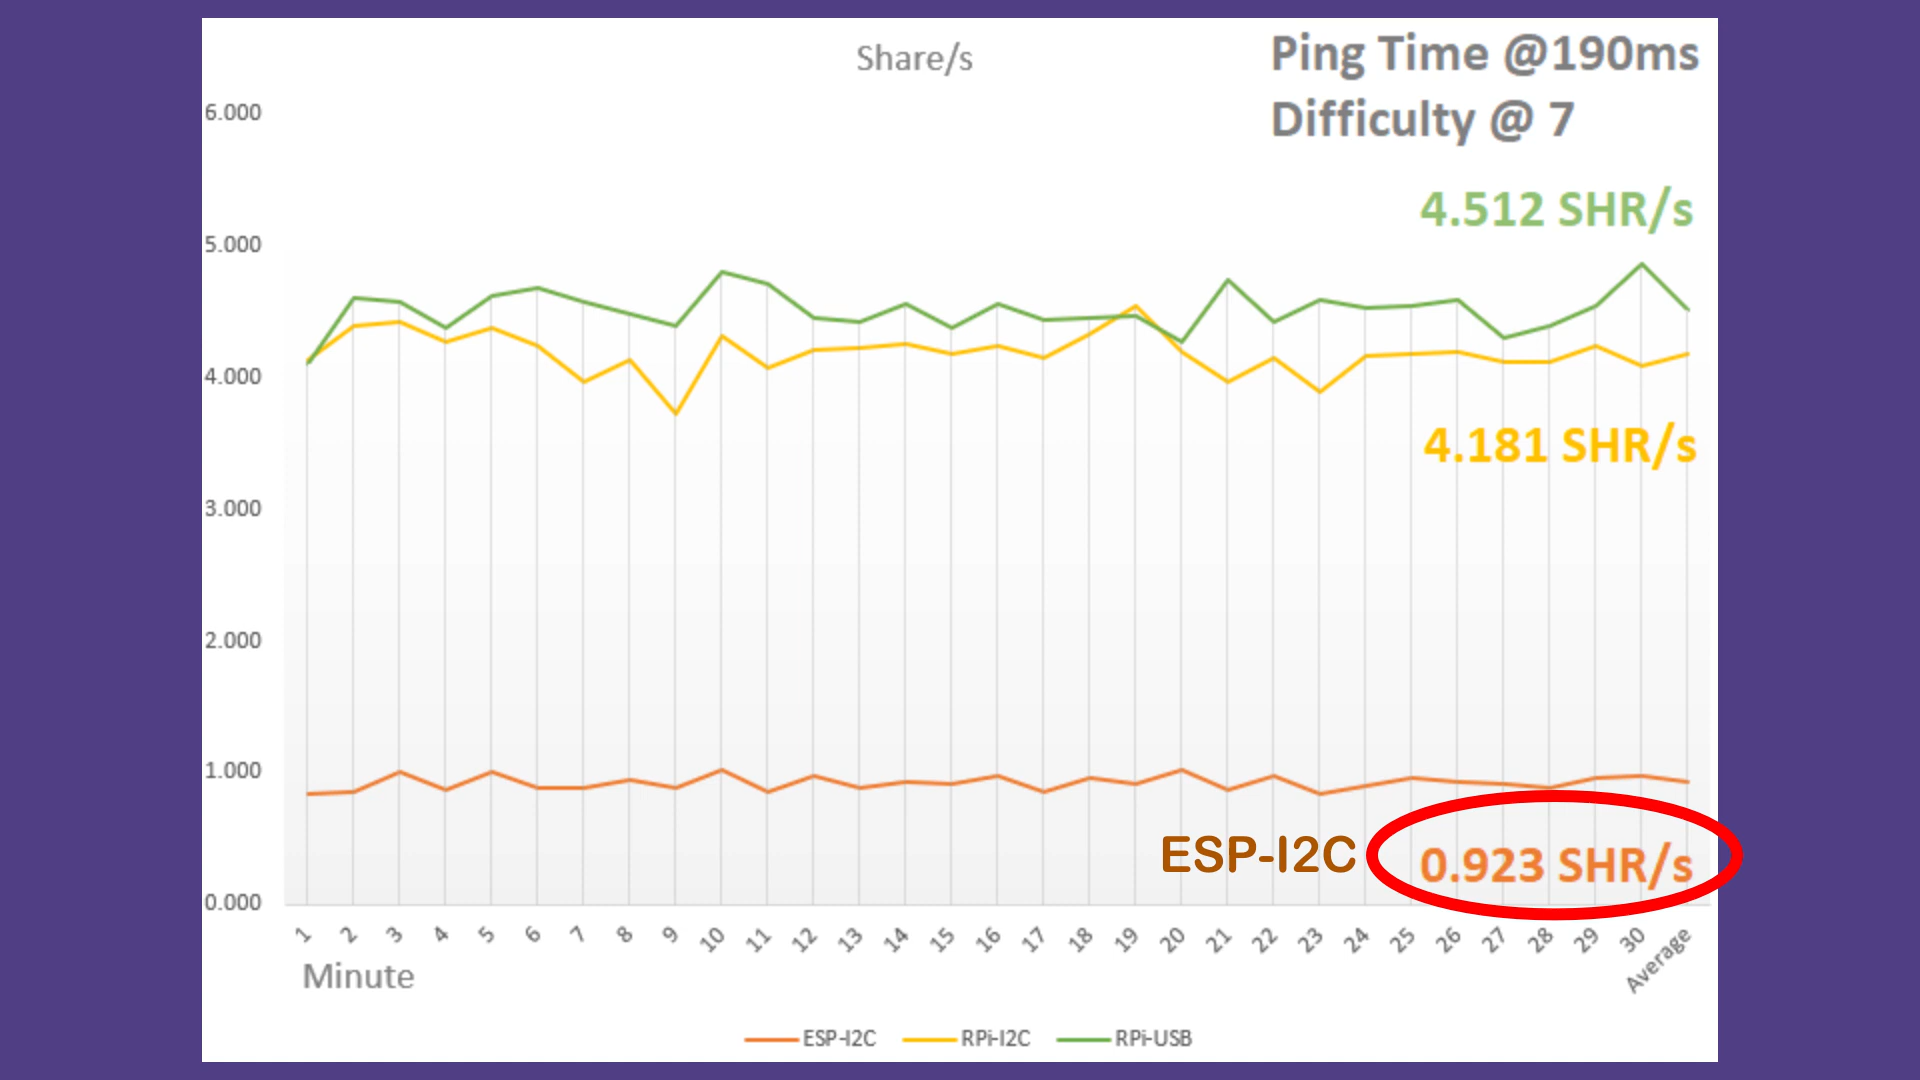 Share/s
Ping Time @190ms
Difficulty @ 7
6.000
5.000
4.000
3.000
2.000
1.000
0.000
4.512 SHR/s
4.181 SHR/s
ESP-I2C
0.923 SHR/s
1 2 3 4 5 6 7 8 9 10 11 12 13 14 15 16 17 18 19 20 21 22 23 24 25 26 27 28 29 30 Average
Minute
ESP-I2C RPi-I2C RPi-USB